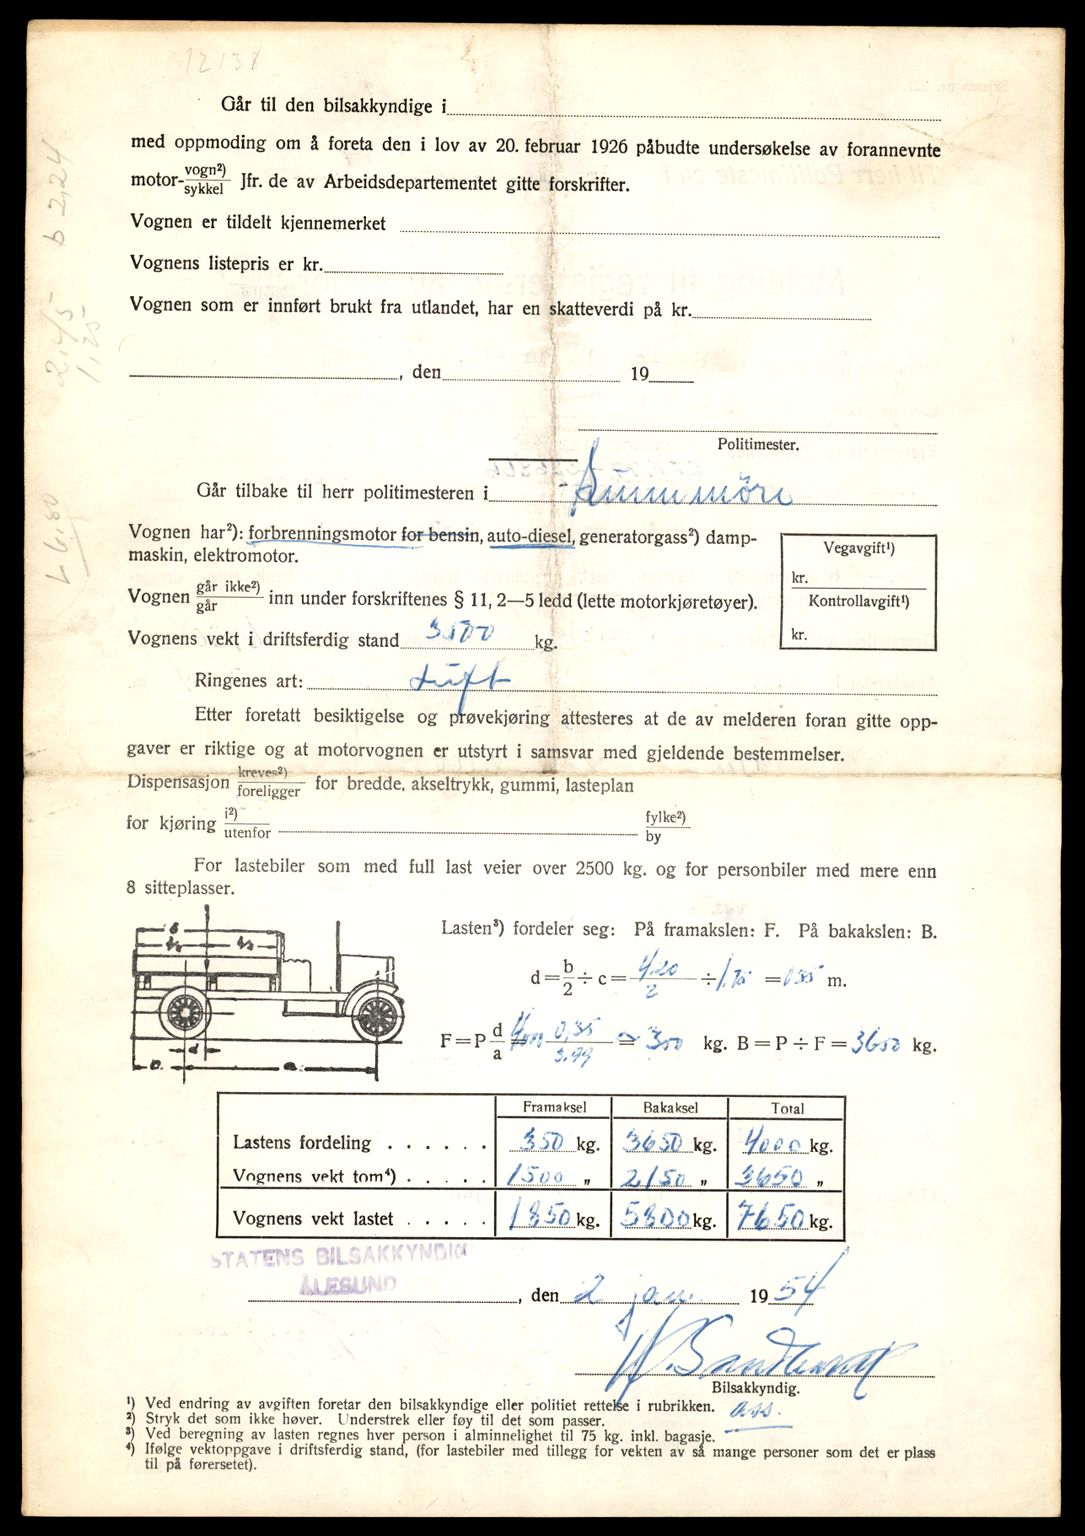 12138
Går til den bilsakkyndige i
med oppmoding om å foreta den i lov av 20. februar 1926 påbudte undersøkelse av forannevnte
motor- vogn²) / sykkel Jfr. de av Arbeidsdepartementet gitte forskrifter.
Vognen er tildelt kjennemerket
Vognens listepris er kr.
Vognen som er innført brukt fra utlandet, har en skatteverdi på kr.
, den 19
Politimester.
Går tilbake til herr politimesteren i Sunnmöre
Vognen har²): forbrenningsmotor for bensin, auto-diesel, generatorgass²) damp-
maskin, elektromotor.
Vegavgift¹)
kr.
Kontrollavgift¹)
kr.
Vognen går ikke²) / går inn under forskriftenes § 11, 2—5 ledd (lette motorkjøretøyer).
Vognens vekt i driftsferdig stand 3500 kg.
Ringenes art: Luft
Etter foretatt besiktigelse og prøvekjøring attesteres at de av melderen foran gitte opp-
gaver er riktige og at motorvognen er utstyrt i samsvar med gjeldende bestemmelser.
Dispensasjon kreves²) / foreligger for bredde, akseltrykk, gummi, lasteplan
for kjøring i²) / utenfor fylke²) / by
For lastebiler som med full last veier over 2500 kg. og for personbiler med mere enn
8 sitteplasser.
Lasten³) fordeler seg: På framakslen: F. På bakakslen: B.
d = b/2 ÷ c = 4.20/2 ÷ 1.75 = 0.35 m.
F = P d/a = 4000 0,35/3.99 = 350 kg. B = P ÷ F = 3650 kg.
Framaksel Bakaksel Total
Lastens fordeling . . . . . . 350 kg. 3650 kg. 4000 kg.
Vognens vekt tom⁴) . . . . . 1500 „ 2150 „ 3650 „
Vognens vekt lastet . . . . . 1850 kg. 5800 kg. 7650 kg.
STATENS BILSAKKYNDIGE
ÅLESUND
, den 2 jan. 1954
Bilsakkyndig.
ass.
¹) Ved endring av avgiften foretar den bilsakkyndige eller politiet rettelse i rubrikken.
²) Stryk det som ikke høver. Understrek eller føy til det som passer.
³) Ved beregning av lasten regnes hver person i alminnelighet til 75 kg. inkl. bagasje.
⁴) Ifølge vektoppgave i driftsferdig stand, (for lastebiler med tillegg for vekten av så mange personer som det er plass
til på førersetet).